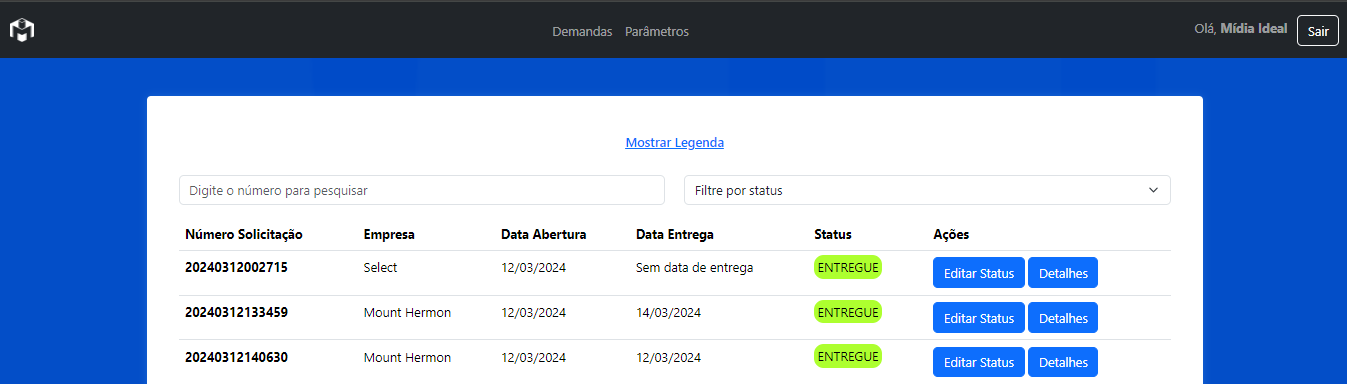 Demandas Parâmetros Olá, Mídia Ideal Sair
Mostrar Legenda
Digite o número para pesquisar Filtre por status
Número Solicitação Empresa Data Abertura Data Entrega Status Ações
20240312002715 Select 12/03/2024 Sem data de entrega ENTREGUE Editar Status Detalhes
20240312133459 Mount Hermon 12/03/2024 14/03/2024 ENTREGUE Editar Status Detalhes
20240312140630 Mount Hermon 12/03/2024 12/03/2024 ENTREGUE Editar Status Detalhes